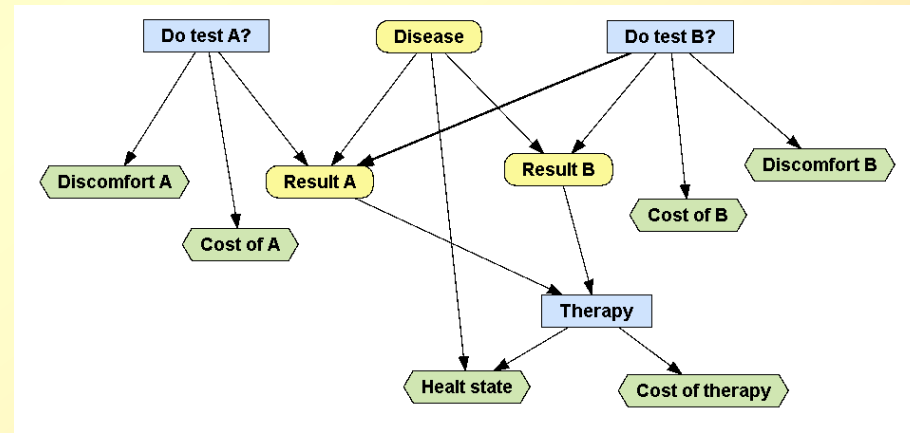 Do test A?
Disease
Do test B?
Discomfort A
Result A
Result B
Discomfort B
Cost of A
Cost of B
Therapy
Healt state
Cost of therapy